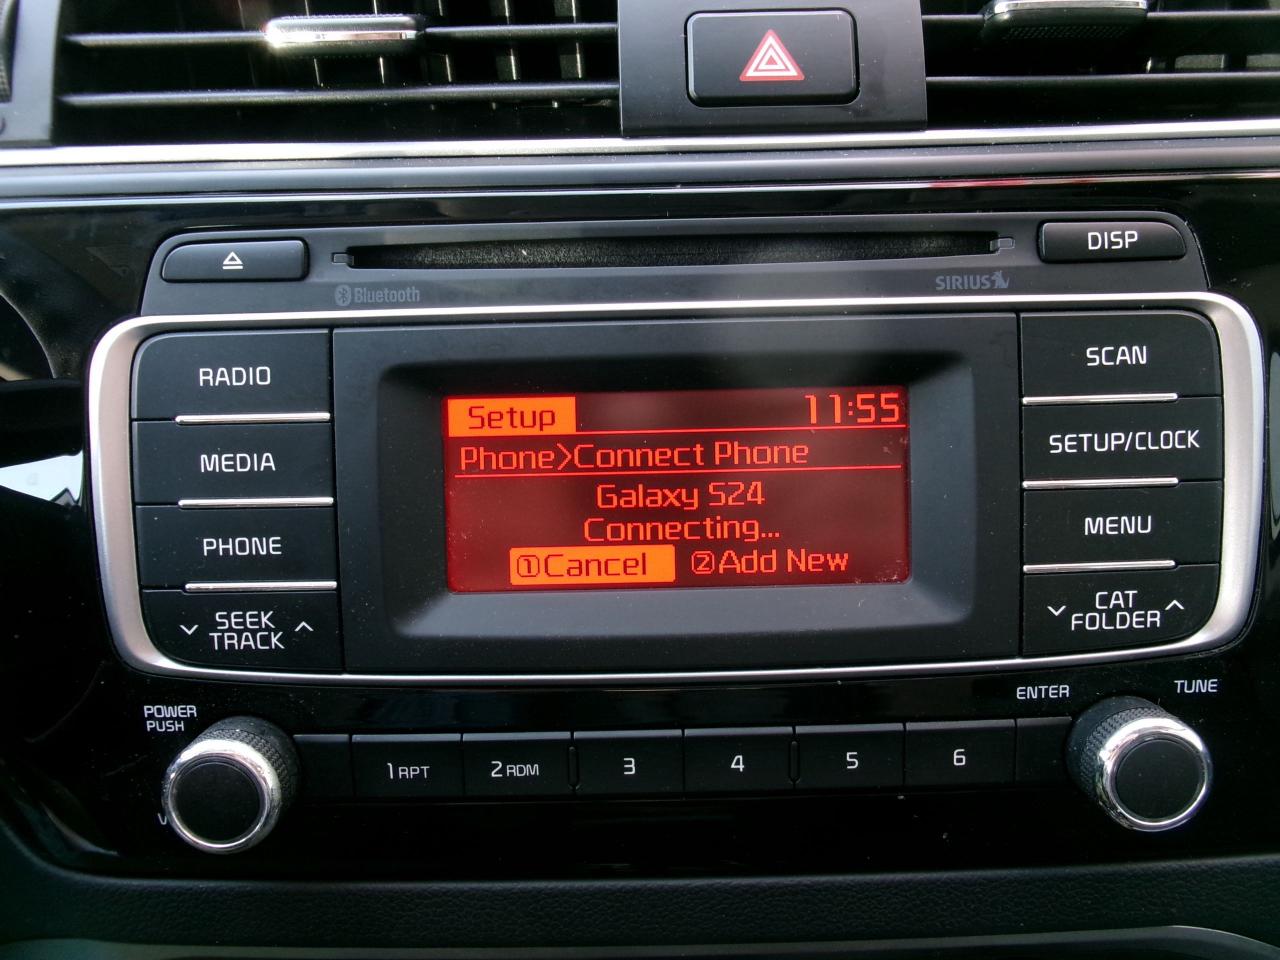 DISP
Bluetooth
SIRIUS
RADIO
MEDIA
PHONE
SEEK
TRACK
Setup 11:55
Phone>Connect Phone
Galaxy S24
Connecting...
①Cancel ②Add New
SCAN
SETUP/CLOCK
MENU
CAT
FOLDER
POWER
PUSH
ENTER
TUNE
1 RPT
2 RDM
3
4
5
6